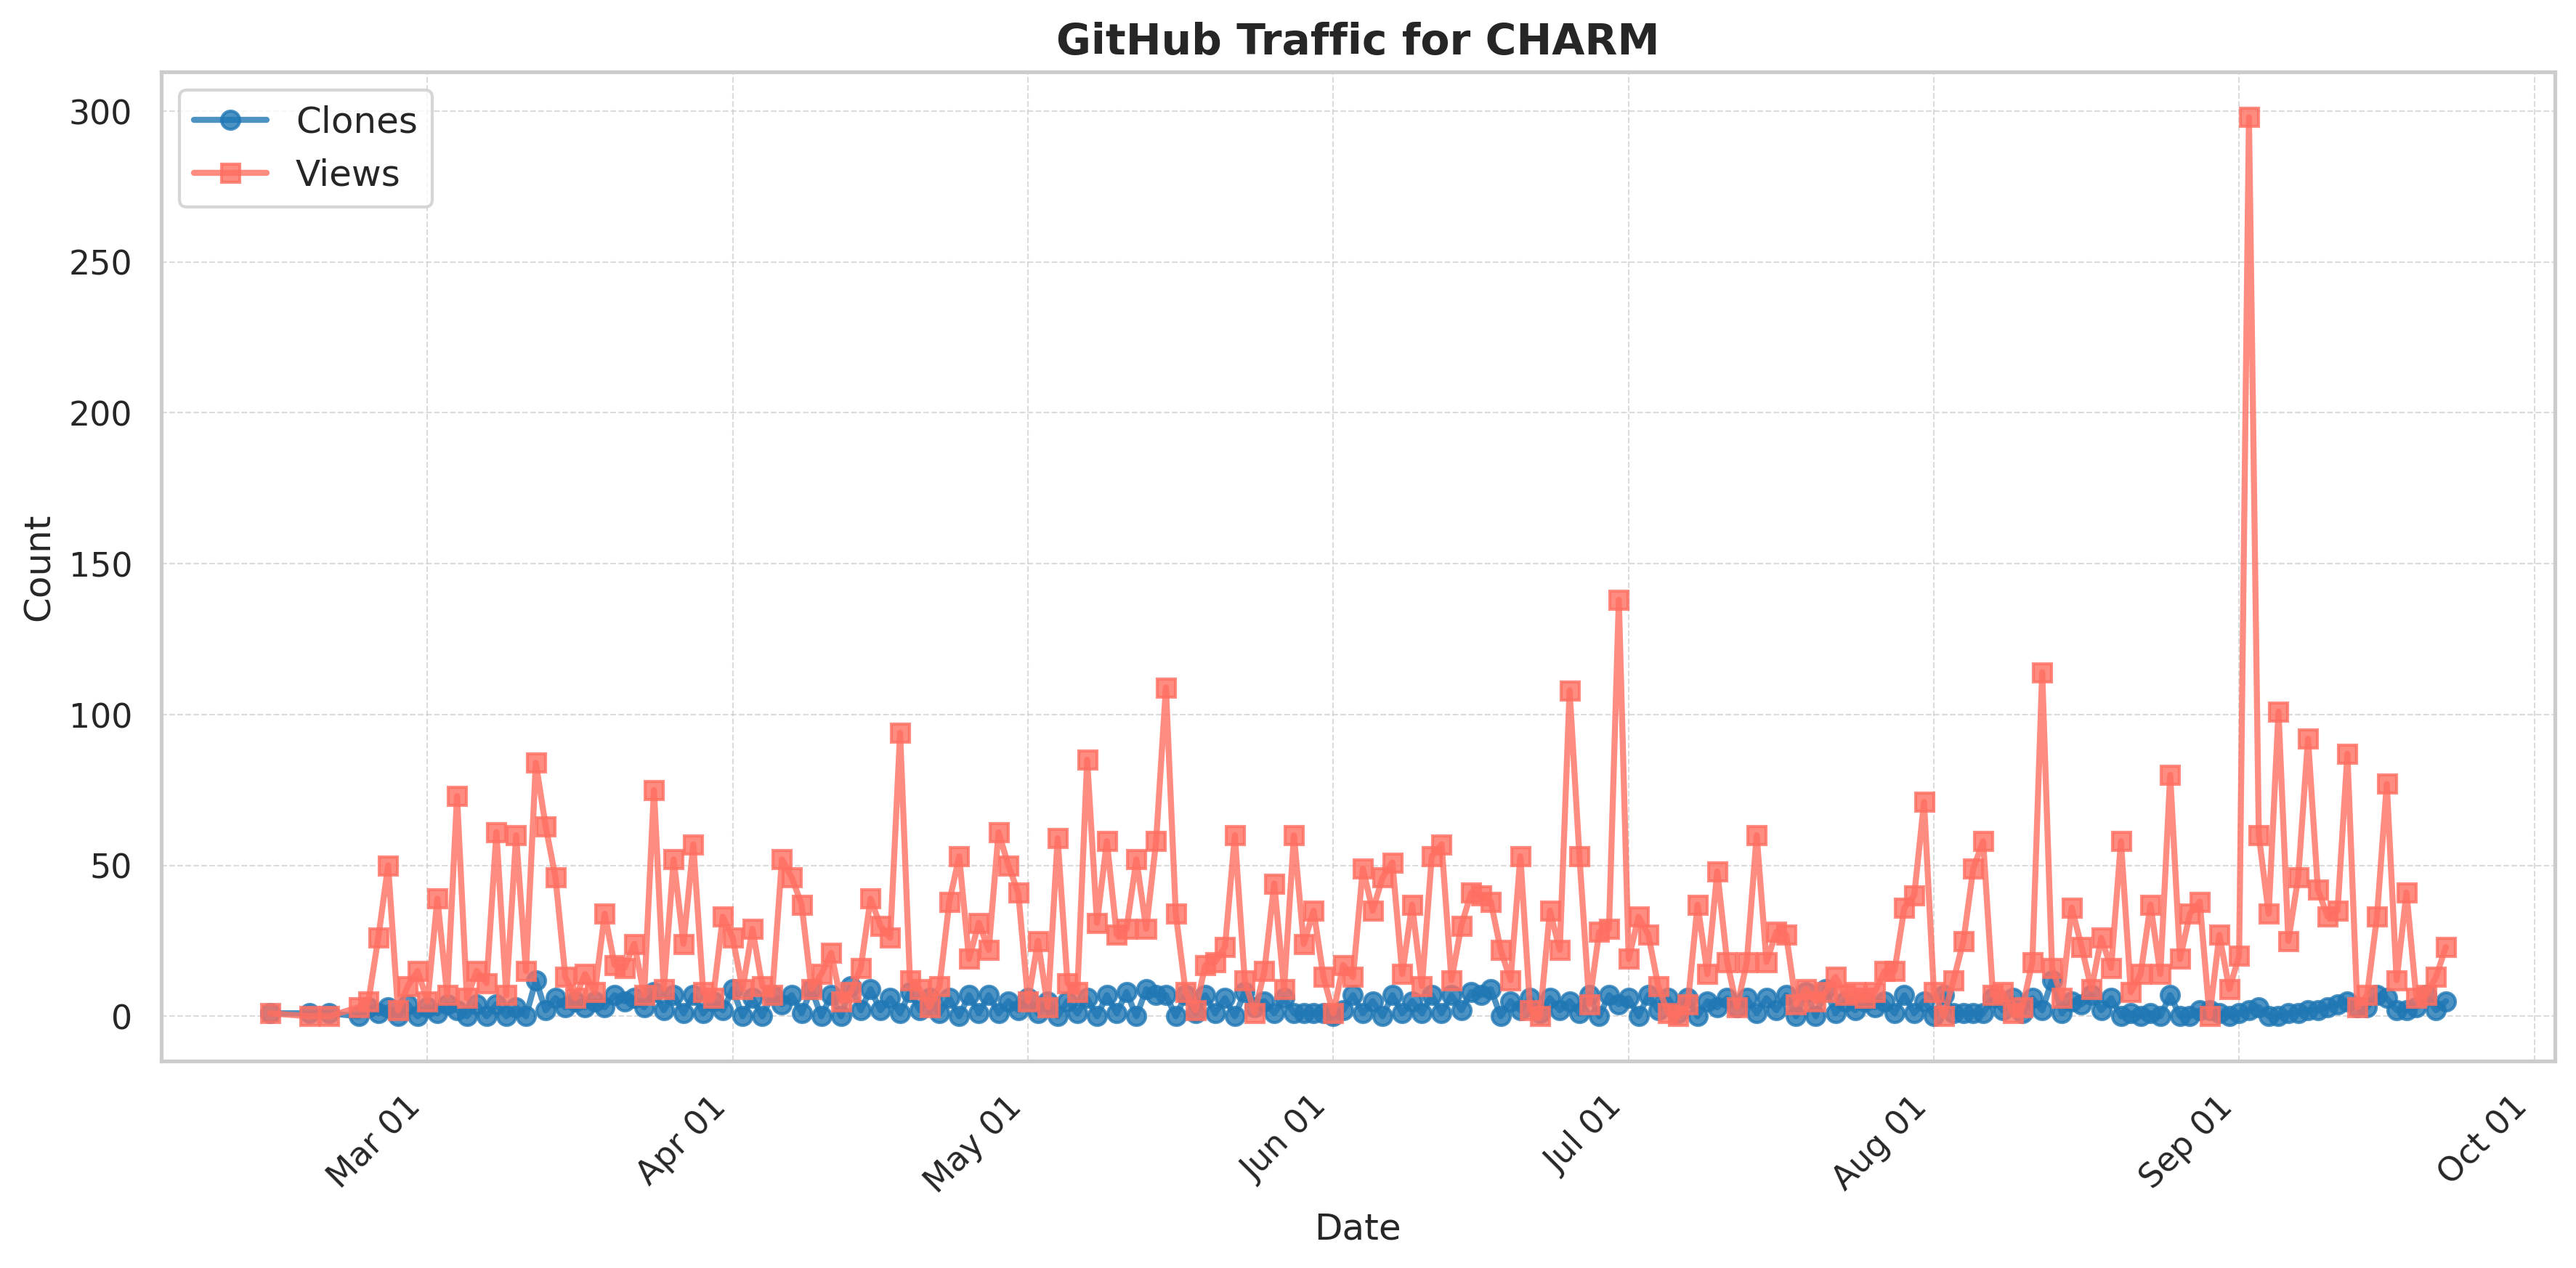 GitHub Traffic for CHARM
Clones
Views
300
250
200
150
100
50
0
Count
Mar 01
Apr 01
May 01
Jun 01
Jul 01
Aug 01
Sep 01
Oct 01
Date